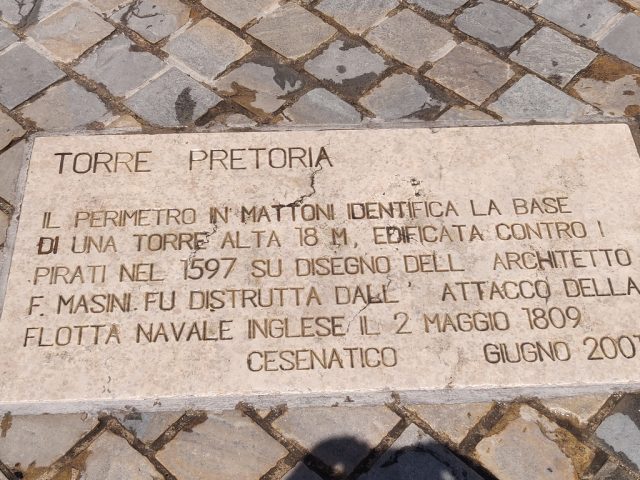 TORRE PRETORIA
IL PERIMETRO IN MATTONI IDENTIFICA LA BASE
DI UNA TORRE ALTA 18 M, EDIFICATA CONTRO I
PIRATI NEL 1597 SU DISEGNO DELL ARCHITETTO
F. MASINI. FU DISTRUTTA DALL ATTACCO DELLA
FLOTTA NAVALE INGLESE IL 2 MAGGIO 1809
CESENATICO GIUGNO